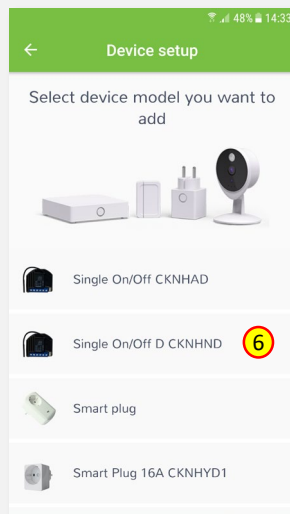 48% 14:33
Device setup
Select device model you want to
add
Single On/Off CKNHAD
Single On/Off D CKNHND 6
Smart plug
Smart Plug 16A CKNHYD1